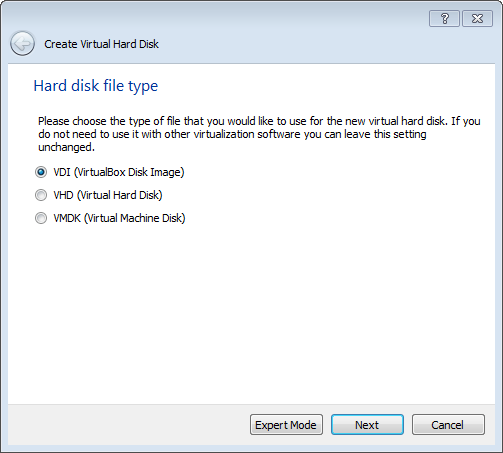 Create Virtual Hard Disk
Hard disk file type
Please choose the type of file that you would like to use for the new virtual hard disk. If you
do not need to use it with other virtualization software you can leave this setting
unchanged.
VDI (VirtualBox Disk Image)
VHD (Virtual Hard Disk)
VMDK (Virtual Machine Disk)
Expert Mode Next Cancel